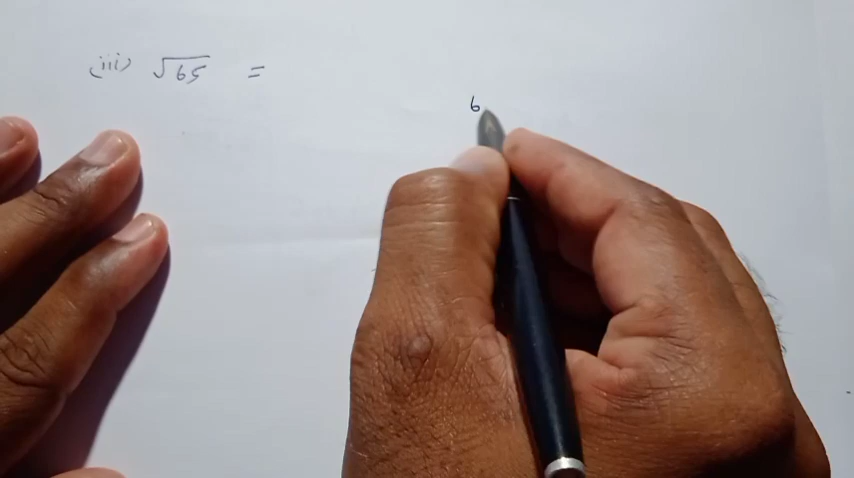 (iii) √65 =
6